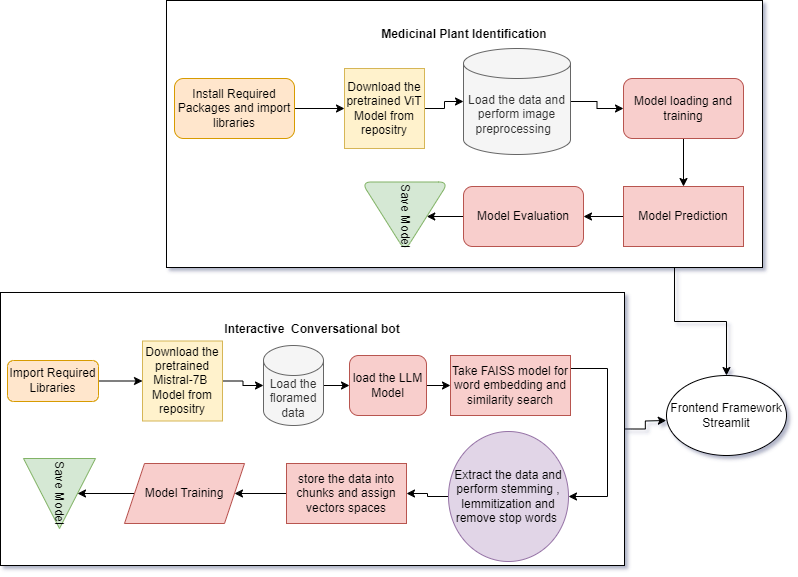 Medicinal Plant Identification
Install Required
Packages and import
libraries
Download the
pretrained ViT
Model from
repositry
Load the data and
perform image
preprocessing
Model loading and
training
Save Model
Model Evaluation
Model Prediction
Interactive Conversational bot
Import Required
Libraries
Download the
pretrained
Mistral-7B
Model from
repositry
Load the
floramed
data
load the LLM
Model
Take FAISS model for
word embedding and
similarity search
Frontend Framework
Streamlit
Save Model
Model Training
store the data into
chunks and assign
vectors spaces
Extract the data and
perform stemming ,
lemmitization and
remove stop words